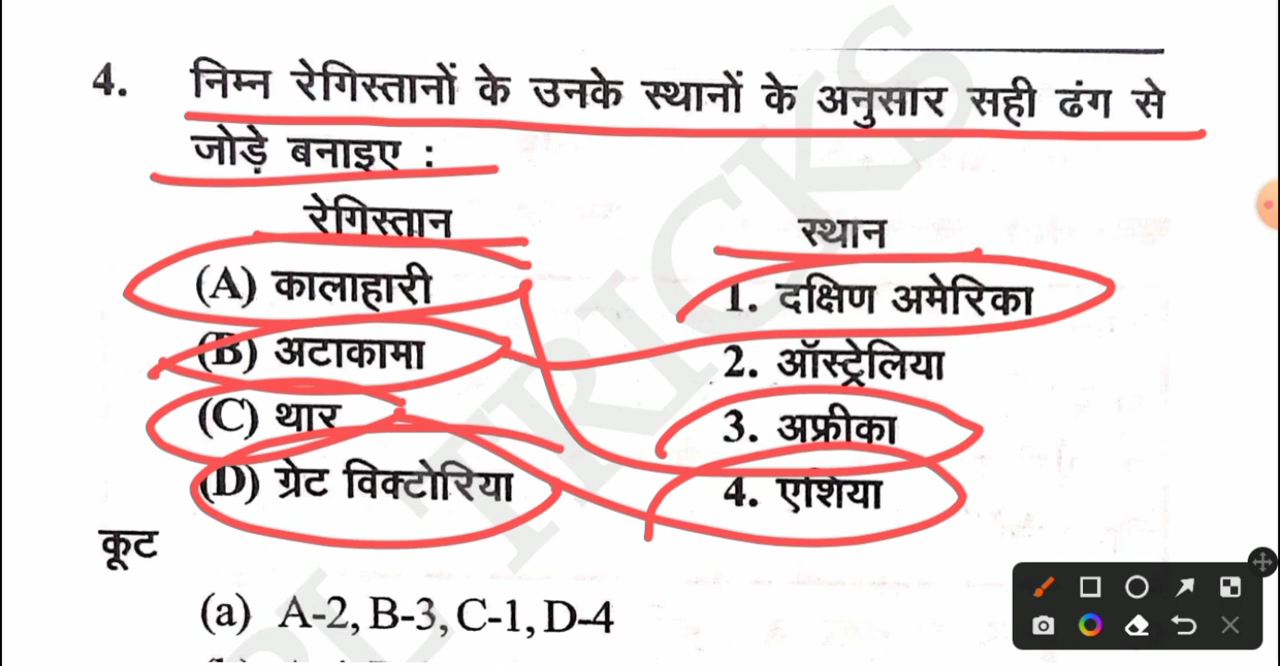 4. निम्न रेगिस्तानों के उनके स्थानों के अनुसार सही ढंग से
जोड़े बनाइए :
रेगिस्तान स्थान
(A) कालाहारी 1. दक्षिण अमेरिका
(B) अटाकामा 2. ऑस्ट्रेलिया
(C) थार 3. अफ्रीका
(D) ग्रेट विक्टोरिया 4. एशिया
कूट
(a) A-2, B-3, C-1, D-4
TRICKS